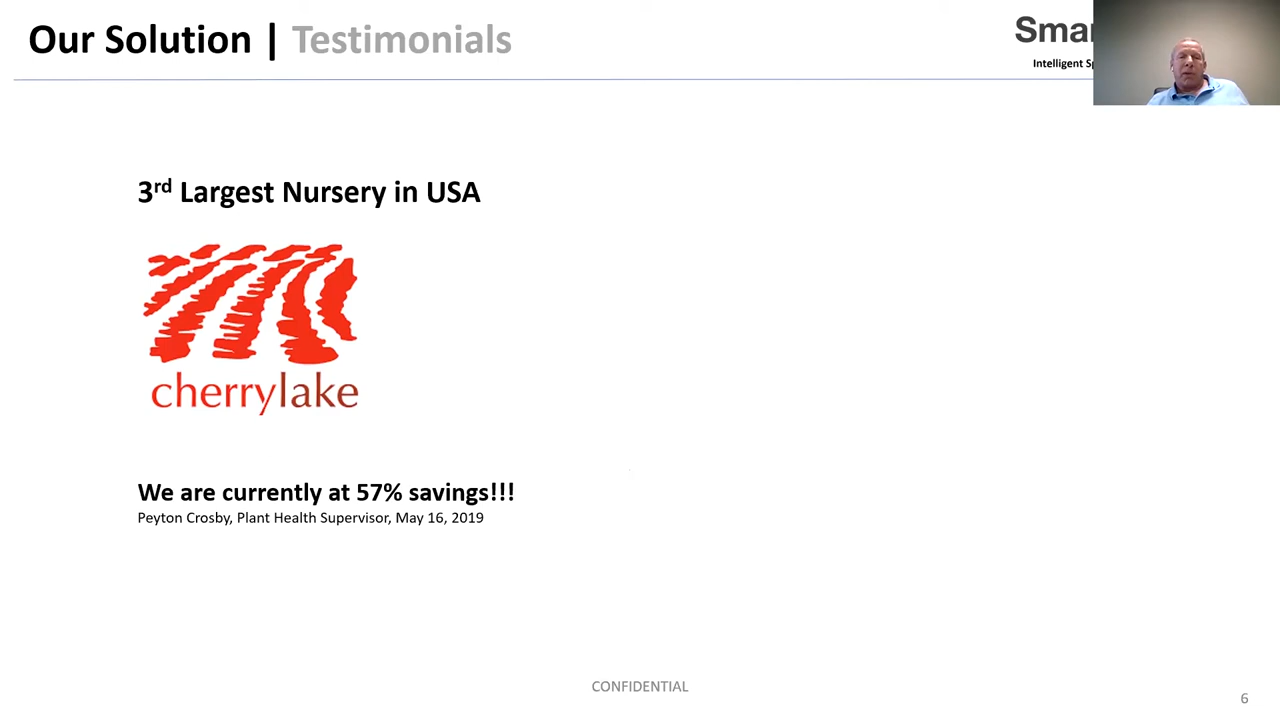 Our Solution | Testimonials
3rd Largest Nursery in USA
cherrylake
We are currently at 57% savings!!!
Peyton Crosby, Plant Health Supervisor, May 16, 2019
CONFIDENTIAL
6
Intelligent